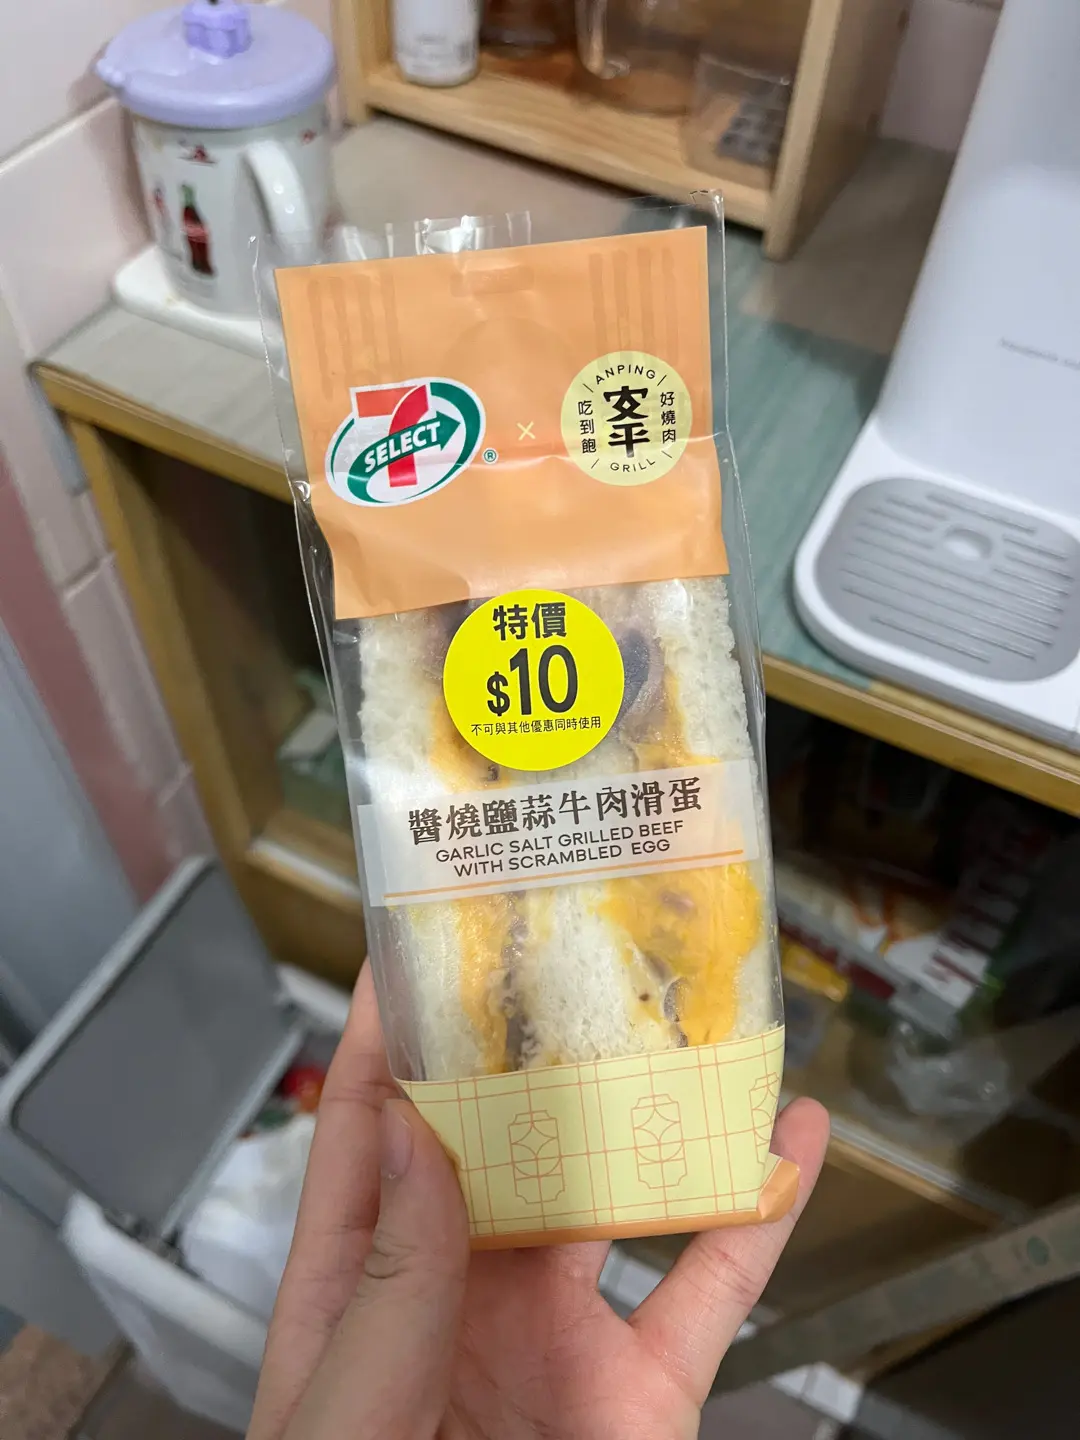 7
SELECT
®
×
ANPING
吃到飽
安平
好燒肉
GRILL
特價
$10
不可與其他優惠同時使用
醬燒鹽蒜牛肉滑蛋
GARLIC SALT GRILLED BEEF
WITH SCRAMBLED EGG